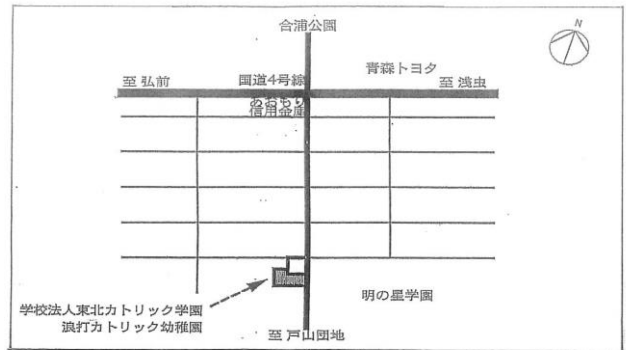 合浦公園
N
青森トヨタ
至 弘前
国道4号線
至 浅虫
あおもり
信用金庫
明の星学園
学校法人東北カトリック学園
浪打カトリック幼稚園
至 戸山団地